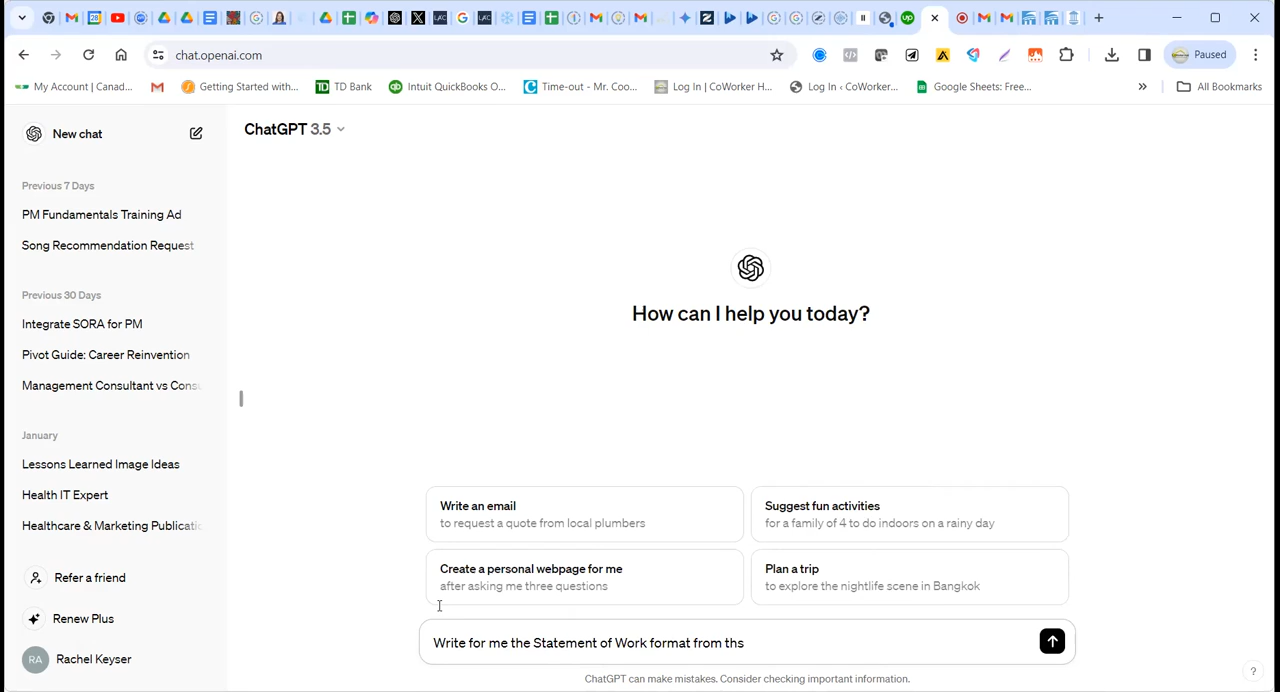 31
chat.openai.com
Paused
My Account | Canad...
Getting Started with...
TD Bank
Intuit QuickBooks O...
Time-out - Mr. Coo...
Log In | CoWorker H...
Log In ‹ CoWorker...
Google Sheets: Free...
»
All Bookmarks
New chat
ChatGPT 3.5
Previous 7 Days
PM Fundamentals Training Ad
Song Recommendation Request
Previous 30 Days
Integrate SORA for PM
Pivot Guide: Career Reinvention
Management Consultant vs Cons
January
Lessons Learned Image Ideas
Health IT Expert
Healthcare & Marketing Publicatio
Refer a friend
Renew Plus
RA
Rachel Keyser
How can I help you today?
Write an email
to request a quote from local plumbers
Suggest fun activities
for a family of 4 to do indoors on a rainy day
Create a personal webpage for me
after asking me three questions
Plan a trip
to explore the nightlife scene in Bangkok
Write for me the Statement of Work format from ths
ChatGPT can make mistakes. Consider checking important information.
?